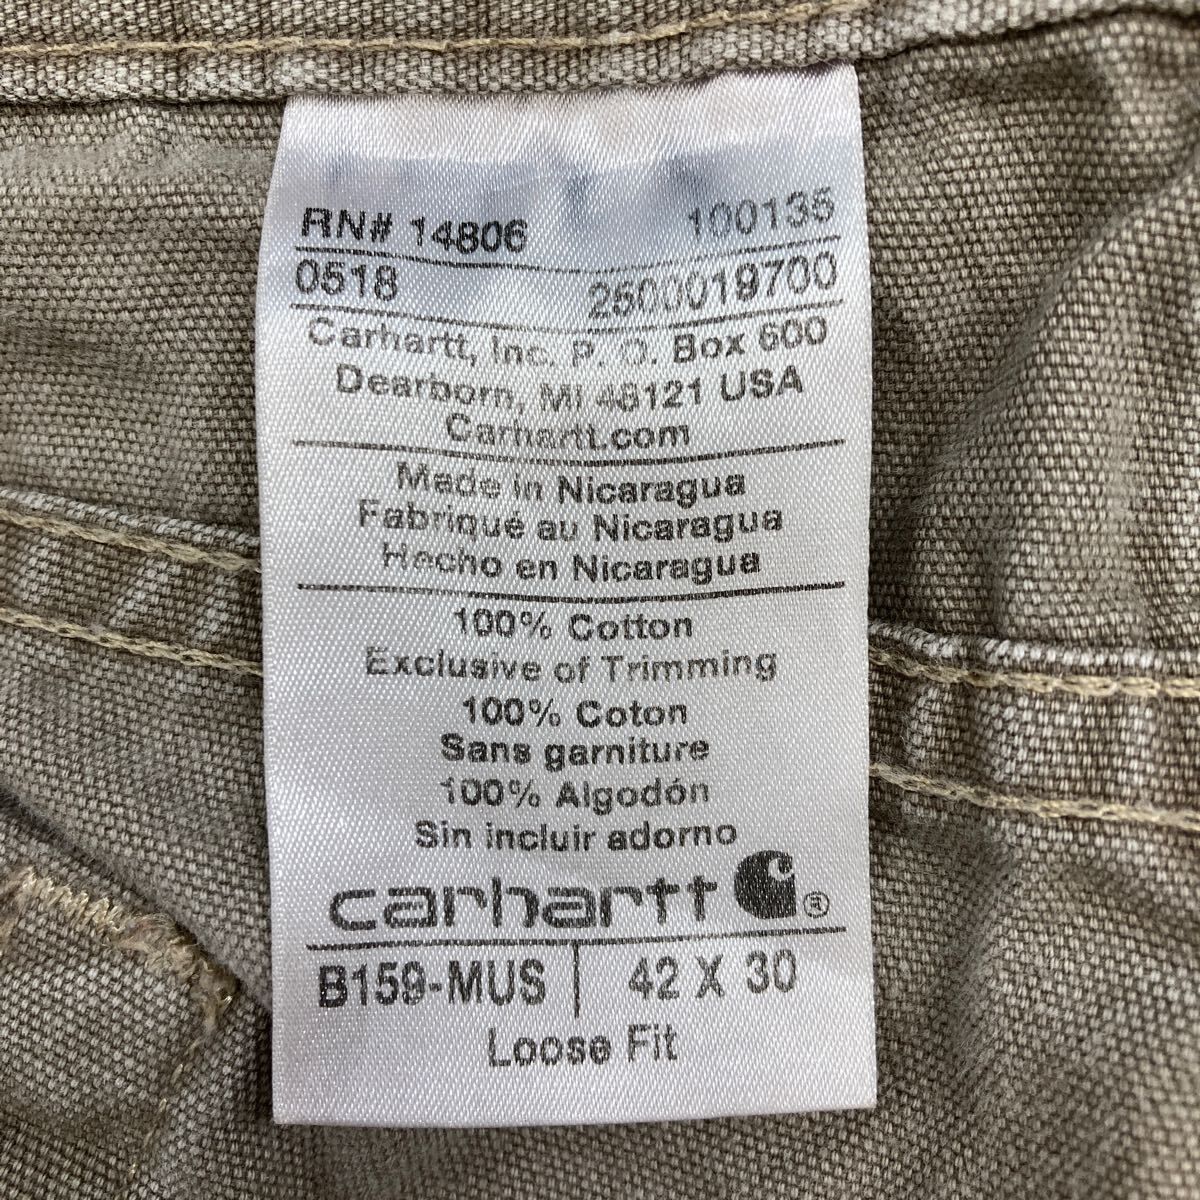 RN# 14806 100135
0518 2500019700
Carhartt, Inc. P. O. Box 600
Dearborn, MI 48121 USA
Carhartt.com
Made in Nicaragua
Fabriqué au Nicaragua
Hecho en Nicaragua
100% Cotton
Exclusive of Trimming
100% Coton
Sans garniture
100% Algodón
Sin incluir adorno
carhartt ®
B159-MUS | 42 X 30
Loose Fit